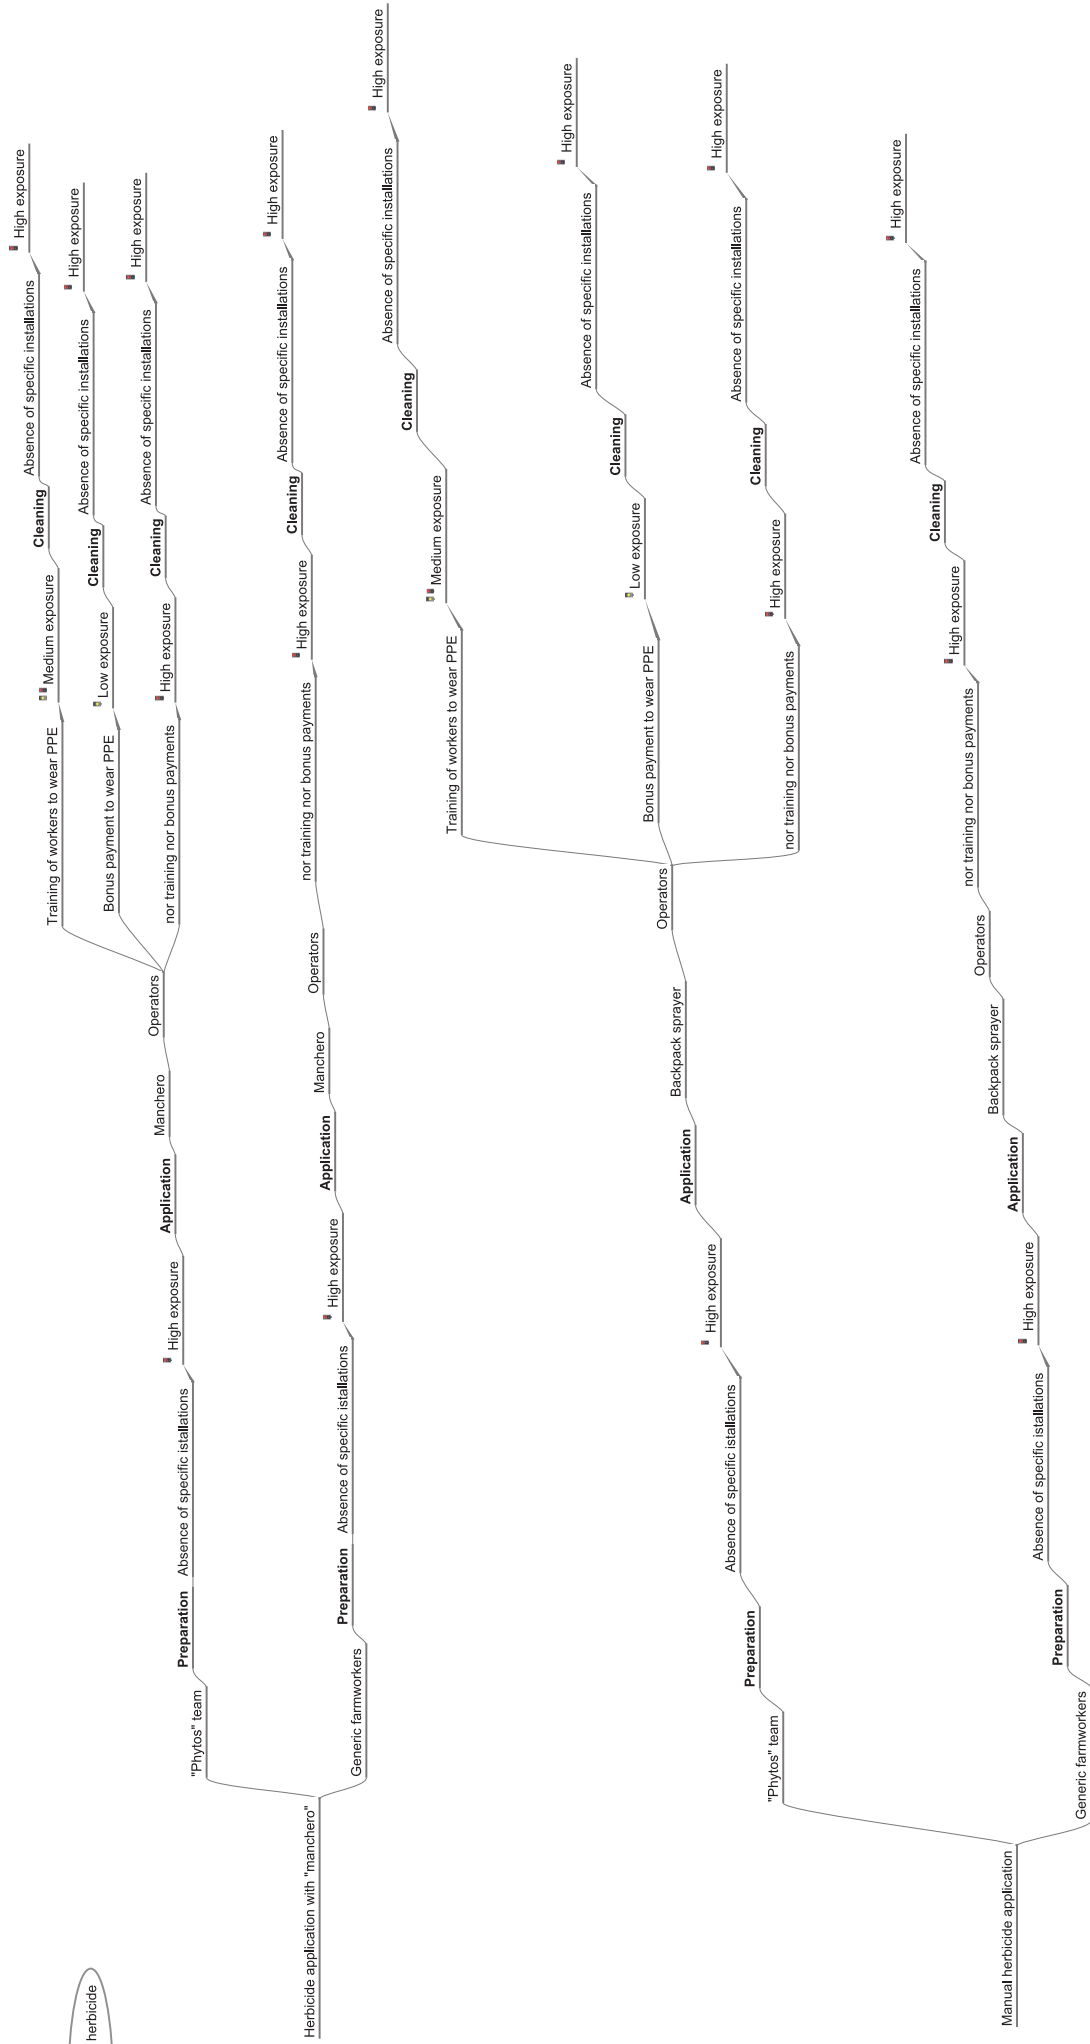 herbicide
Herbicide application with "manchero"
"Phytos" team
Preparation
Absence of specific istallations
High exposure
Application
Manchero
Operators
Training of workers to wear PPE
Medium exposure
Cleaning
Absence of specific installations
High exposure
Bonus payment to wear PPE
Low exposure
Cleaning
Absence of specific installations
High exposure
nor training nor bonus payments
High exposure
Cleaning
Absence of specific installations
High exposure
Generic farmworkers
Preparation
Absence of specific istallations
High exposure
Application
Manchero
Operators
nor training nor bonus payments
High exposure
Cleaning
Absence of specific installations
High exposure
Manual herbicide application
"Phytos" team
Preparation
Absence of specific istallations
High exposure
Application
Backpack sprayer
Operators
Training of workers to wear PPE
Medium exposure
Cleaning
Absence of specific installations
High exposure
Bonus payment to wear PPE
Low exposure
Cleaning
Absence of specific installations
High exposure
nor training nor bonus payments
High exposure
Cleaning
Absence of specific installations
High exposure
Generic farmworkers
Preparation
Absence of specific istallations
High exposure
Application
Backpack sprayer
Operators
nor training nor bonus payments
High exposure
Cleaning
Absence of specific installations
High exposure